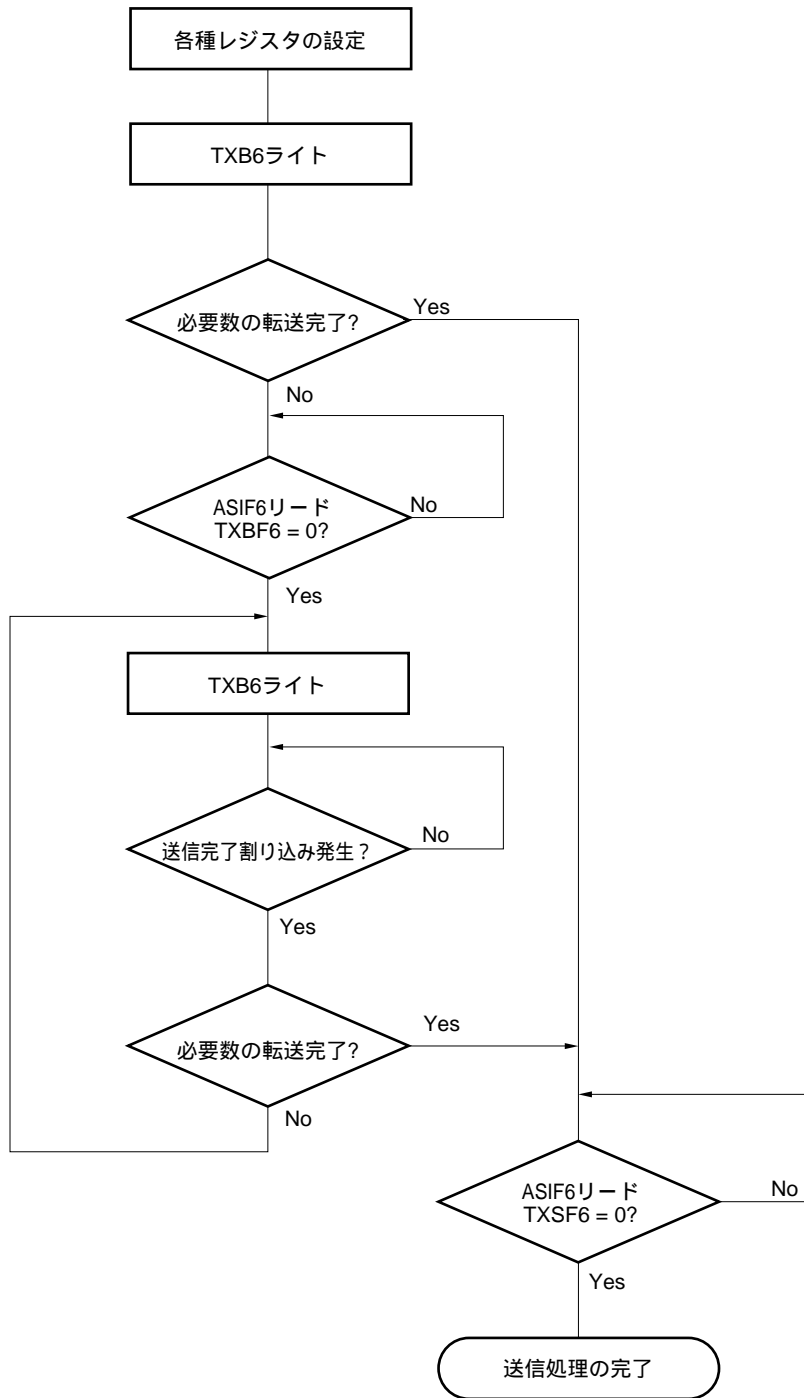 各種レジスタの設定
TXB6ライト
必要数の転送完了?
Yes
No
ASIF6リード
TXBF6 = 0?
No
Yes
TXB6ライト
送信完了割り込み発生？
No
Yes
必要数の転送完了?
Yes
No
ASIF6リード
TXSF6 = 0?
No
Yes
送信処理の完了